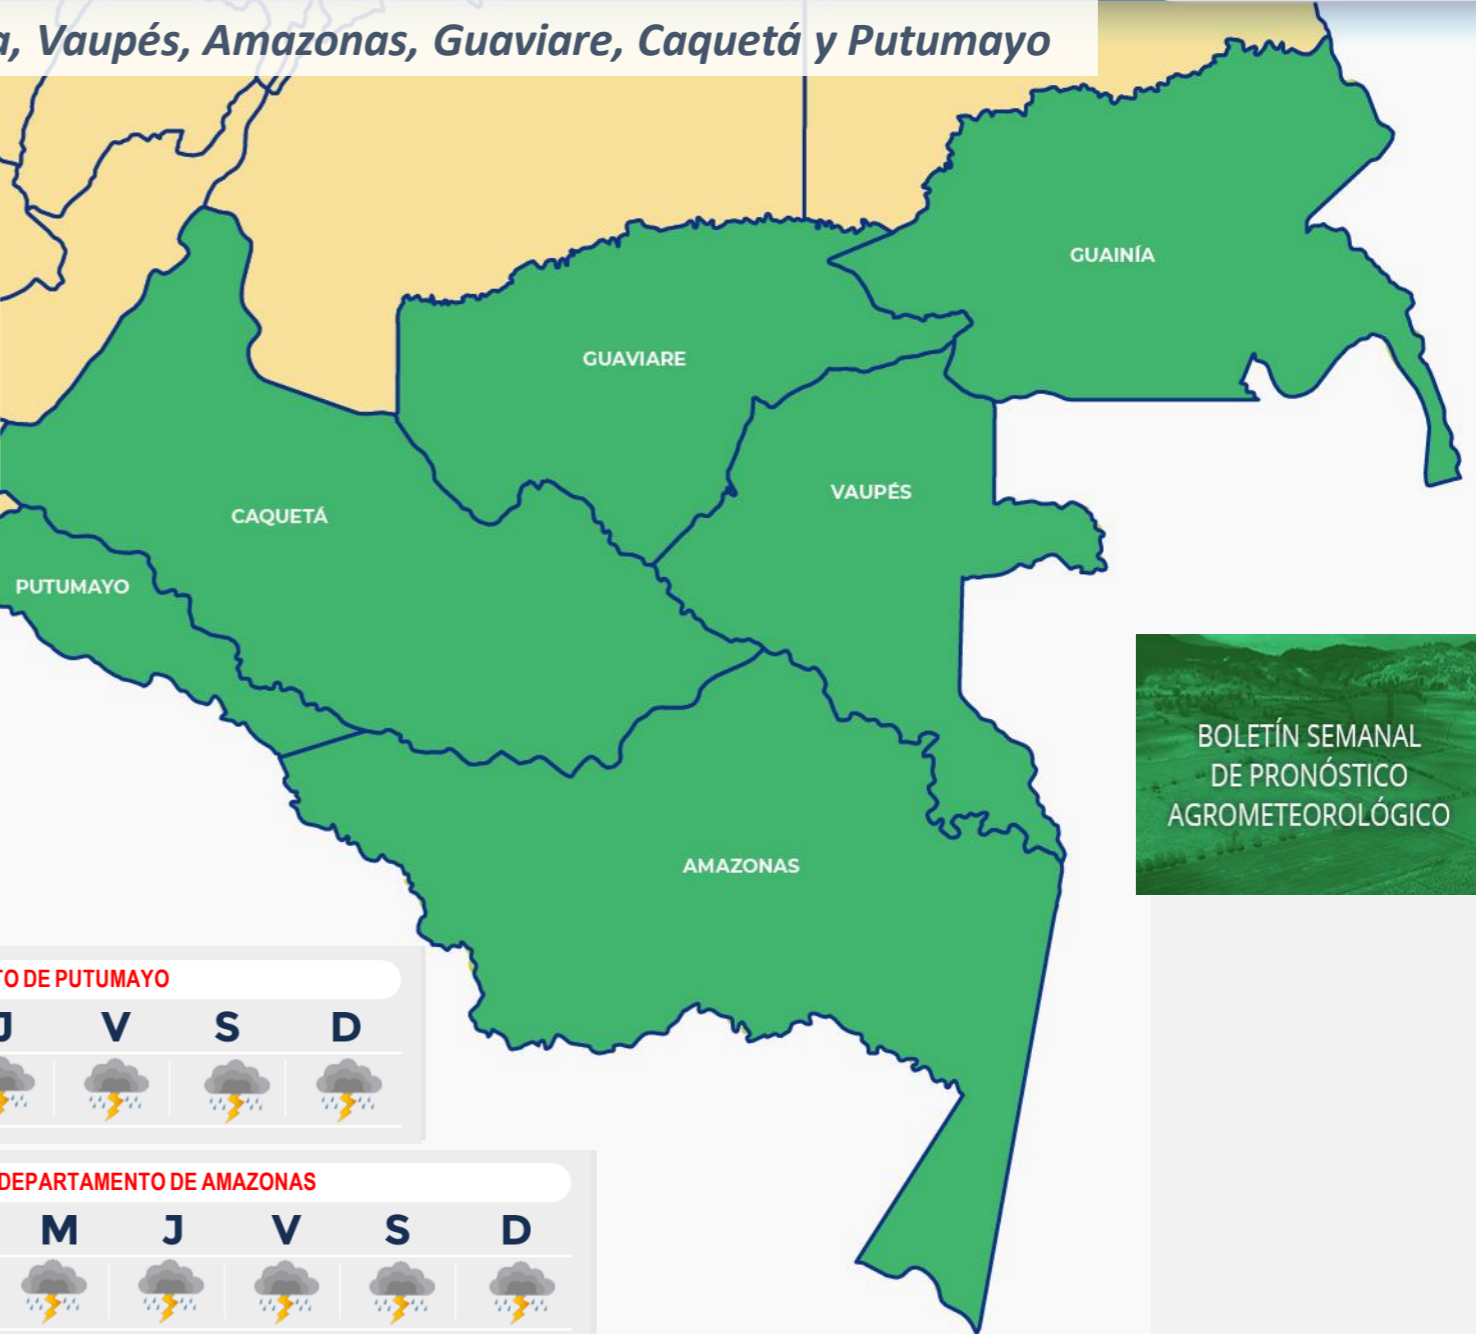 a, Vaupés, Amazonas, Guaviare, Caquetá y Putumayo
GUAINÍA
GUAVIARE
VAUPÉS
CAQUETÁ
PUTUMAYO
BOLETÍN SEMANAL
DE PRONÓSTICO
AGROMETEOROLÓGICO
AMAZONAS
TO DE PUTUMAYO
J V S D
DEPARTAMENTO DE AMAZONAS
M J V S D